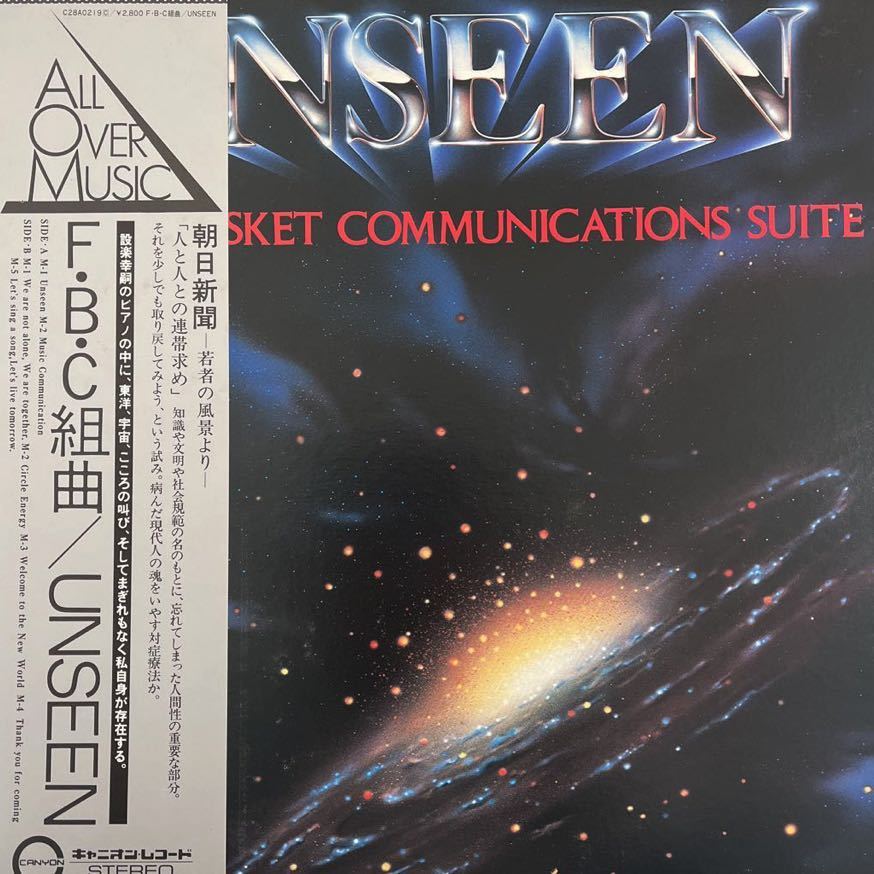 C28A0219Ⓒ/￥2,800 F・B・C組曲/UNSEEN
ALL
OVER
MUSIC
朝日新聞―若者の風景より―
「人と人との連帯求め」 知識や文明や社会規範の名のもとに、忘れてしまった人間性の重要な部分。
それを少しでも取り戻してみよう、という試み。病んだ現代人の魂をいやす対症療法か。
設楽幸嗣のピアノの中に、東洋、宇宙、こころの叫び、そしてまぎれもなく私自身が存在する。
F・B・C組曲/UNSEEN
SIDE:A M-1 Unseen M-2 Music Communication
SIDE:B M-1 We are not alone, We are together, M-2 Circle Energy M-3 Welcome to the New World M-4 Thank you for coming
M-5 Let's sing a song, Let's live tomorrow.
CANYON
キャニオン・レコード
STEREO
NSEEN
SKET COMMUNICATIONS SUITE